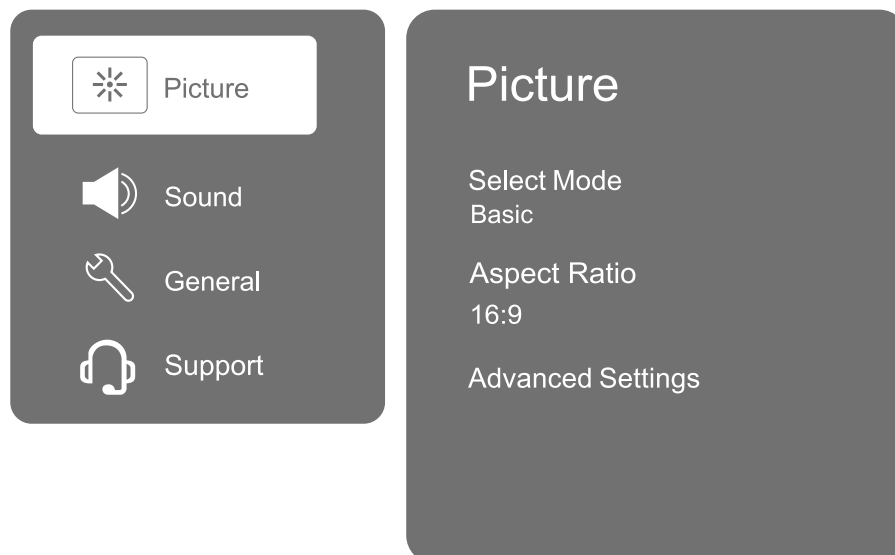 Picture
Sound
General
Support
Picture
Select Mode
Basic
Aspect Ratio
16:9
Advanced Settings